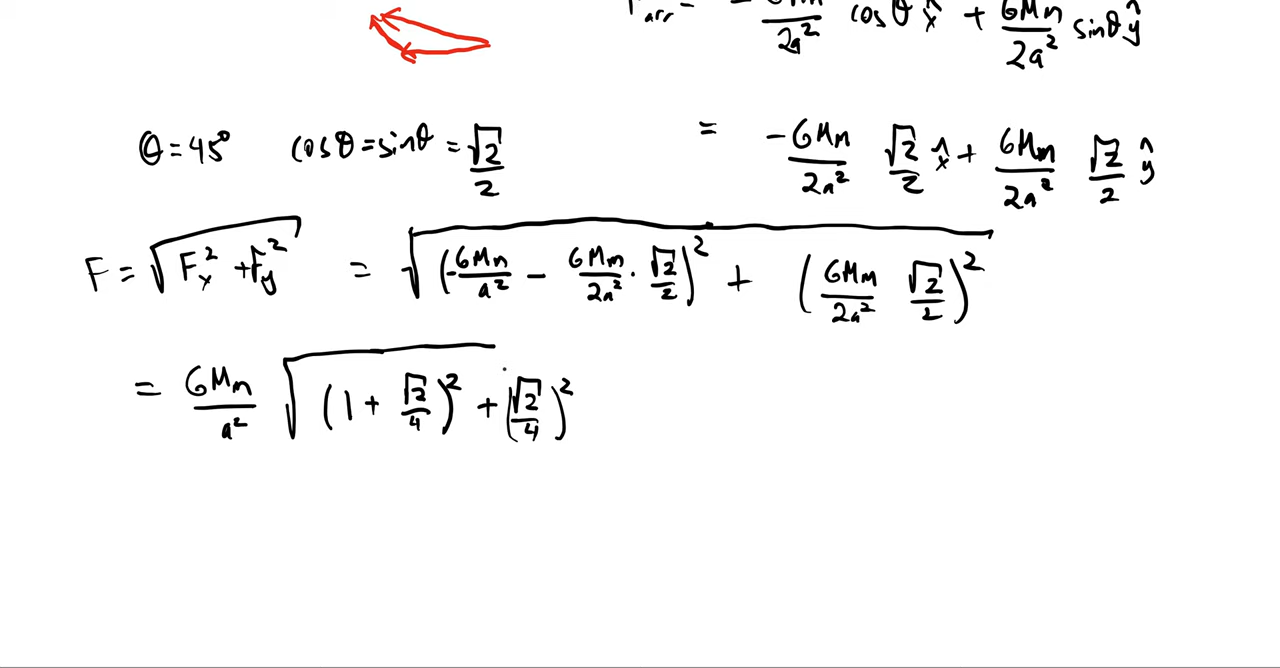 F_arr = - GMm/2a² cosθ x̂ + GMm/2a² sinθ ŷ
θ = 45° cosθ = sinθ = √2/2 = -GMm/2a² √2/2 x̂ + GMm/2a² √2/2 ŷ
F = √(F_x² + F_y²) = √((-GMm/a² - GMm/2a² · √2/2)² + (GMm/2a² √2/2)²)
= GMm/a² √((1 + √2/4)² + (√2/4)²)